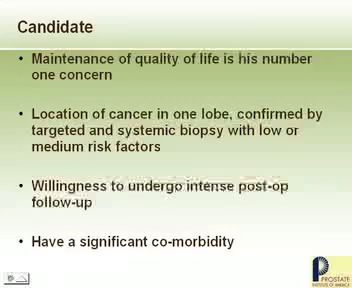 Candidate
• Maintenance of quality of life is his number
one concern
• Location of cancer in one lobe, confirmed by
targeted and systemic biopsy with low or
medium risk factors
• Willingness to undergo intense post-op
follow-up
• Have a significant co-morbidity
PROSTATE
INSTITUTE OF AMERICA